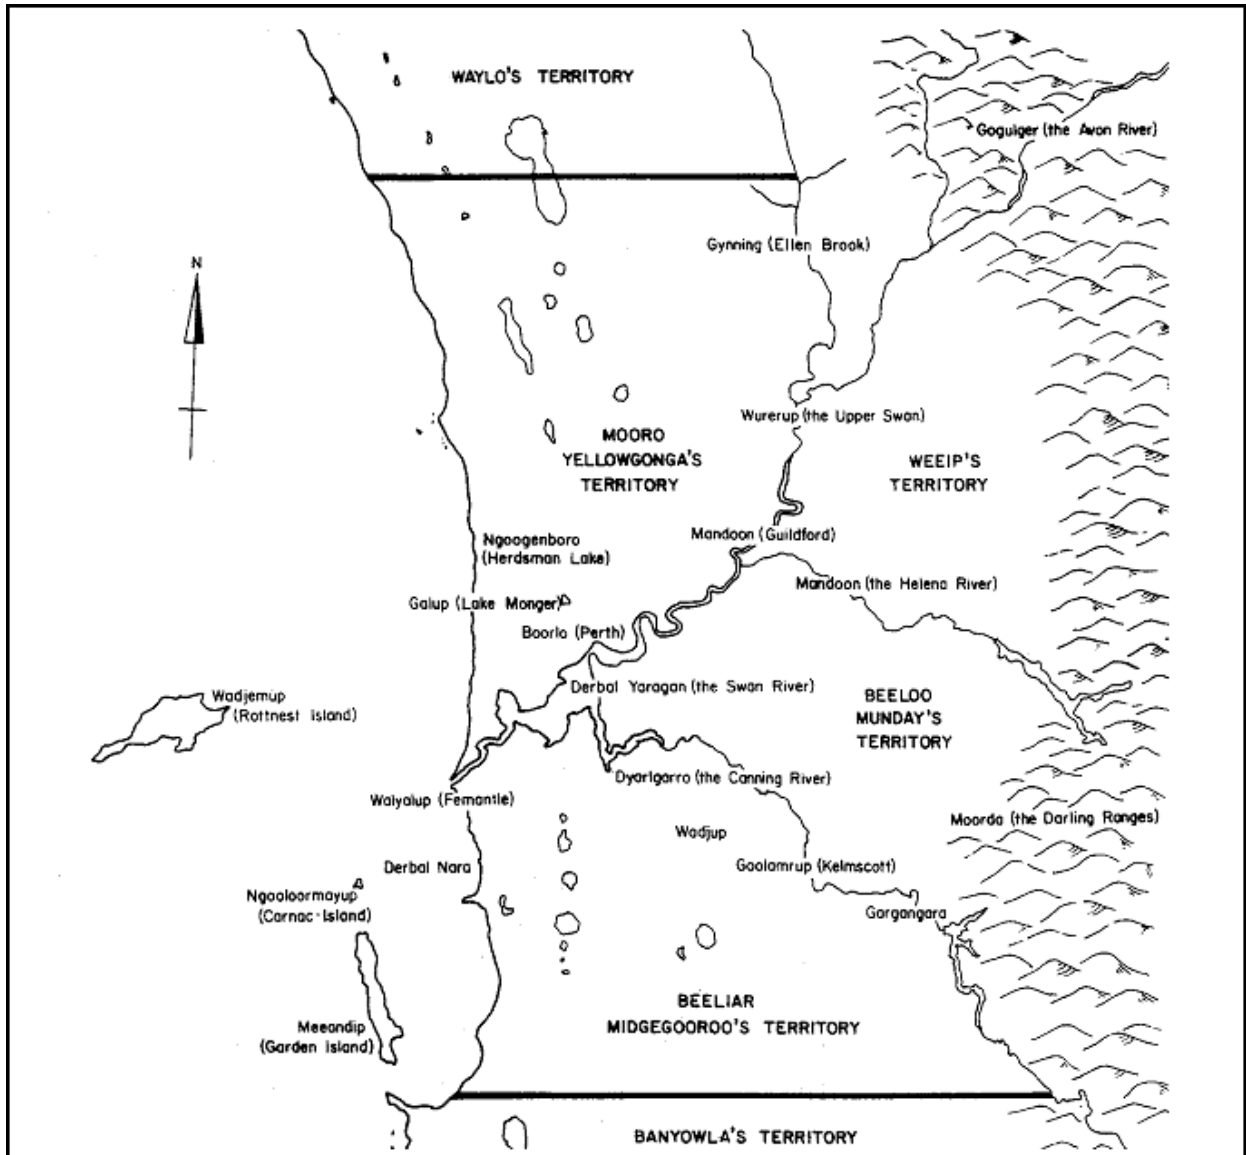 WAYLO'S TERRITORY
Gogulger (the Avon River)
N
Gynning (Ellen Brook)
Wurerup (the Upper Swan)
MOORO
YELLOWGONGA'S
TERRITORY
WEEIP'S
TERRITORY
Mandoon (Guildford)
Ngoogenboro
(Herdsman Lake)
Mandoon (the Helena River)
Galup (Lake Monger)
Boorlo (Perth)
Derbal Yaragan (the Swan River)
Wadjemup
(Rottnest Island)
BEELOO
MUNDAY'S
TERRITORY
Dyarlgarro (the Canning River)
Walyalup (Femantle)
Moorda (the Darling Ranges)
Wadjup
Derbal Nara
Goolamrup (Kelmscott)
Ngooloormayup
(Carnac-Island)
Gargangara
BEELIAR
MIDGEGOOROO'S TERRITORY
Meeandip
(Garden Island)
BANYOWLA'S TERRITORY